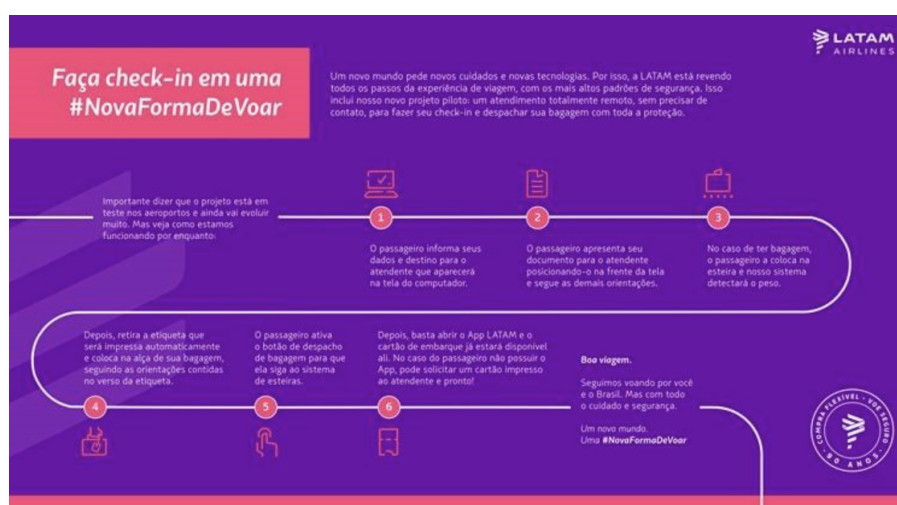 LATAM
AIRLINES
Faça check-in em uma
#NovaFormaDeVoar
Um novo mundo pede novos cuidados e novas tecnologias. Por isso, a LATAM está revendo
todos os passos da experiência de viagem, com os mais altos padrões de segurança. Isso
inclui nosso novo projeto piloto: um atendimento totalmente remoto, sem precisar de
contato, para fazer seu check-in e despachar sua bagagem com toda a proteção.
Importante dizer que o projeto está em
teste nos aeroportos e ainda vai evoluir
muito. Mas veja como estamos
funcionando por enquanto:
1
O passageiro informa seus
dados e destino para o
atendente que aparecerá
na tela do computador.
2
O passageiro apresenta seu
documento para o atendente
posicionando-o na frente da tela
e segue as demais orientações.
3
No caso de ter bagagem,
o passageiro a coloca na
esteira e nosso sistema
detectará o peso.
Depois, retira a etiqueta que
será impressa automaticamente
e coloca na alça de sua bagagem,
seguindo as orientações contidas
no verso da etiqueta.
4
O passageiro ativa
o botão de despacho
de bagagem para que
ela siga ao sistema
de esteiras.
5
Depois, basta abrir o App LATAM e o
cartão de embarque já estará disponível
ali. No caso do passageiro não possuir o
App, pode solicitar um cartão impresso
ao atendente e pronto!
6
Boa viagem.
Seguimos voando por você
e o Brasil. Mas com todo
o cuidado e segurança.
Um novo mundo.
Uma #NovaFormaDeVoar
COMPRA FLEXÍVEL - VOE SEGURO
- 90 ANOS -